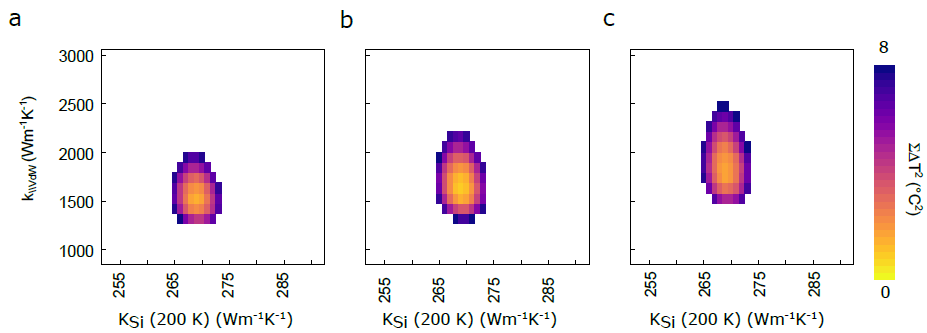 a b c
8
3000
2500
2000
1500
1000
k\\vdW (Wm⁻¹K⁻¹)
255 265 275 285
255 265 275 285
255 265 275 285
KSi (200 K) (Wm⁻¹K⁻¹) KSi (200 K) (Wm⁻¹K⁻¹) KSi (200 K) (Wm⁻¹K⁻¹)
ΣΔT² (°C²)
0